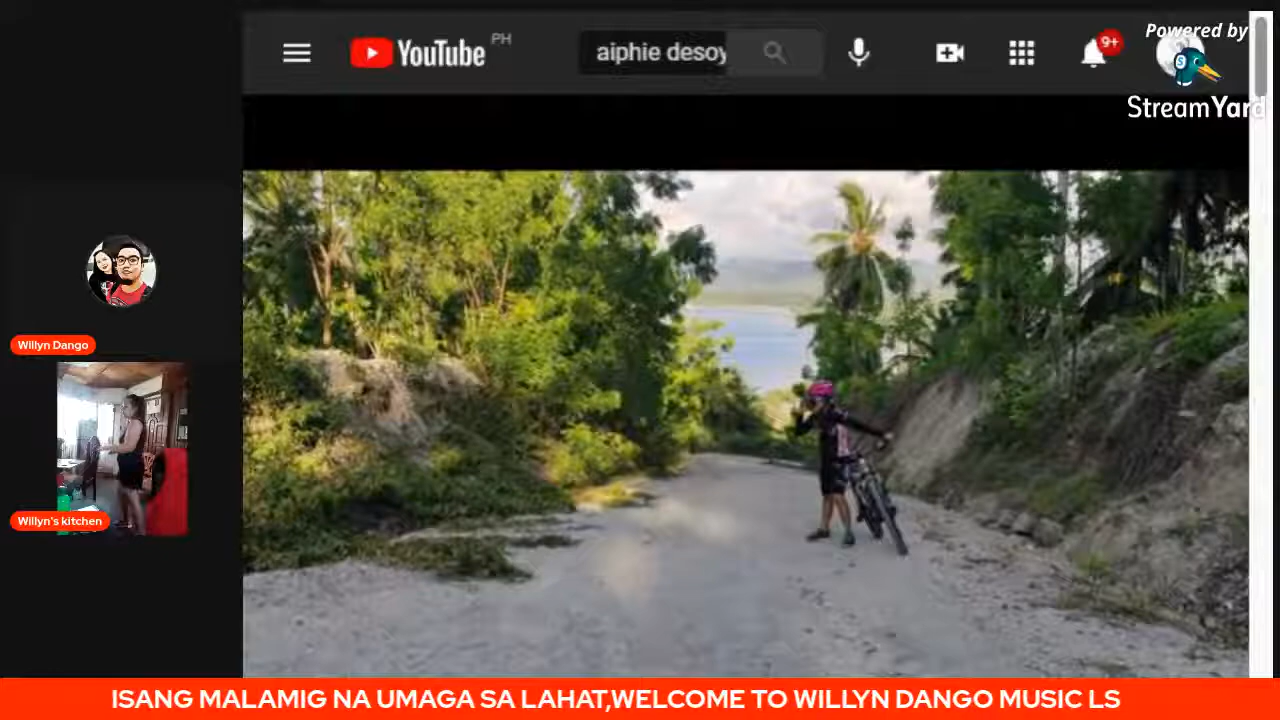 Powered by
YouTube PH
aiphie desoy
9+
S
StreamYard
Willyn Dango
Willyn's kitchen
ISANG MALAMIG NA UMAGA SA LAHAT,WELCOME TO WILLYN DANGO MUSIC LS